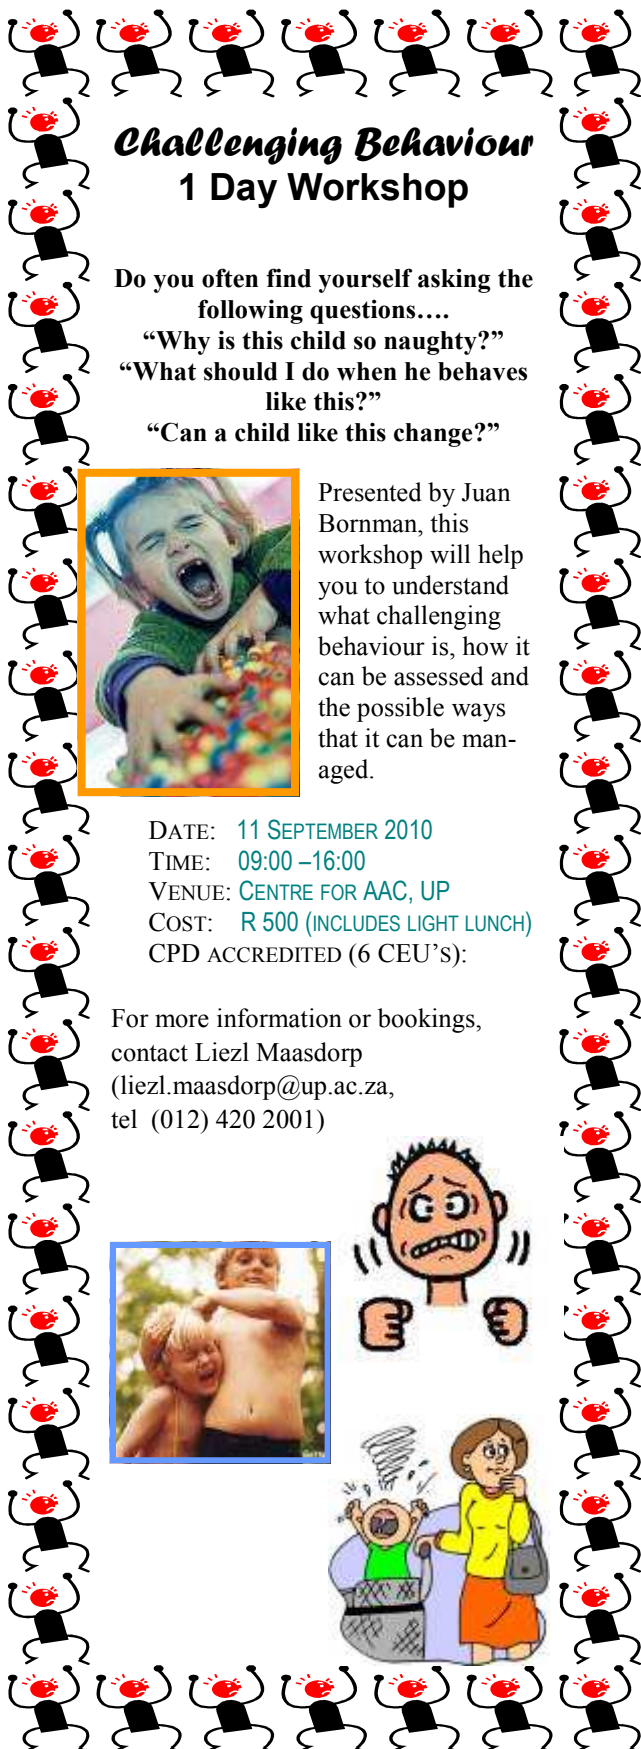 Challenging Behaviour
1 Day Workshop
Do you often find yourself asking the
following questions….
“Why is this child so naughty?”
“What should I do when he behaves
like this?”
“Can a child like this change?”
Presented by Juan
Bornman, this
workshop will help
you to understand
what challenging
behaviour is, how it
can be assessed and
the possible ways
that it can be man-
aged.
DATE: 11 SEPTEMBER 2010
TIME: 09:00 –16:00
VENUE: CENTRE FOR AAC, UP
COST: R 500 (INCLUDES LIGHT LUNCH)
CPD ACCREDITED (6 CEU’S):
For more information or bookings,
contact Liezl Maasdorp
(liezl.maasdorp@up.ac.za,
tel (012) 420 2001)